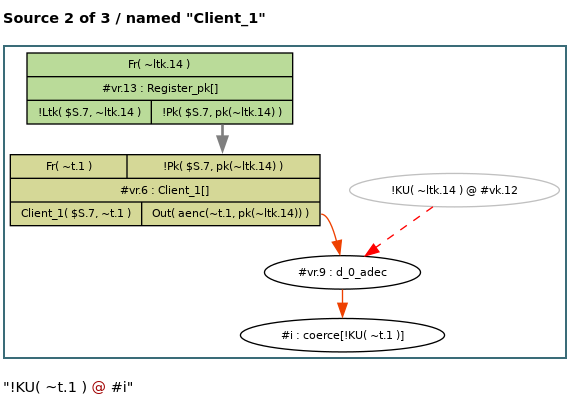 Source 2 of 3 / named "Client_1"
Fr( ~ltk.14 )
#vr.13 : Register_pk[]
!Ltk( $S.7, ~ltk.14 ) !Pk( $S.7, pk(~ltk.14) )
Fr( ~t.1 ) !Pk( $S.7, pk(~ltk.14) )
#vr.6 : Client_1[]
!KU( ~ltk.14 ) @ #vk.12
Client_1( $S.7, ~t.1 ) Out( aenc(~t.1, pk(~ltk.14)) )
#vr.9 : d_0_adec
#i : coerce[!KU( ~t.1 )]
"!KU( ~t.1 ) @ #i"